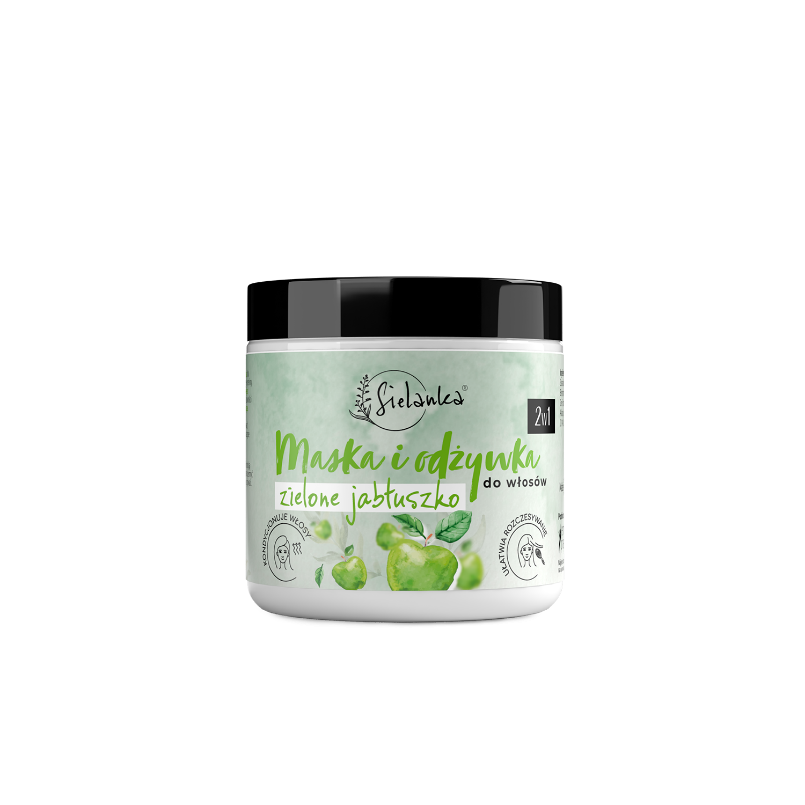 Sielanka®
2w1
Maska i odżywka
do włosów
zielone jabłuszko
KONDYCJONUJE WŁOSY
UŁATWIA ROZCZESYWANIE